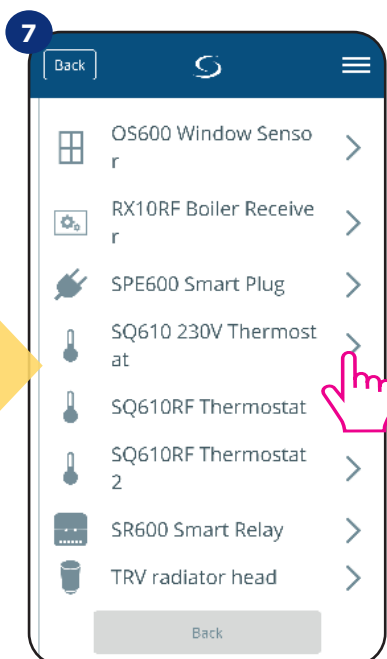 7
Back
OS600 Window Senso
r
RX10RF Boiler Receive
r
SPE600 Smart Plug
SQ610 230V Thermost
at
SQ610RF Thermostat
SQ610RF Thermostat
2
SR600 Smart Relay
TRV radiator head
Back